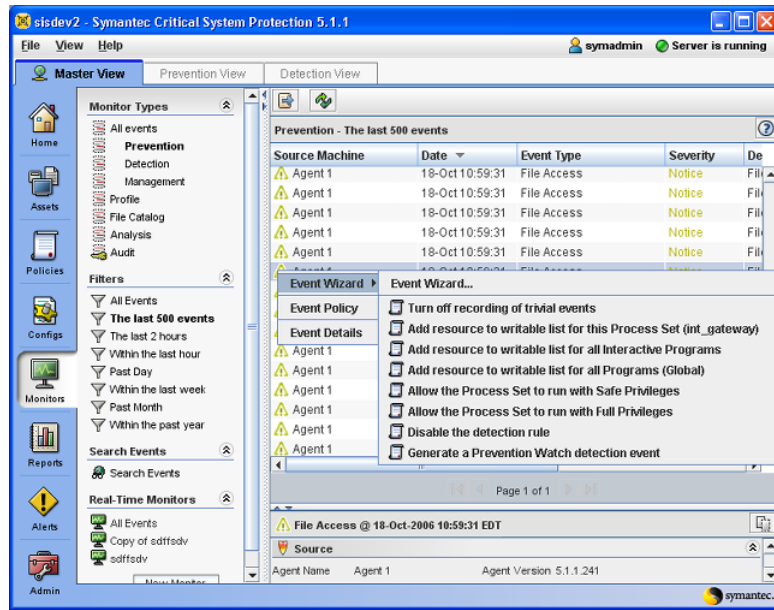 sisdev2 - Symantec Critical System Protection 5.1.1
File View Help
symadmin Server is running
Master View Prevention View Detection View
Home
Assets
Policies
Configs
Monitors
Reports
Alerts
Admin
Monitor Types
All events
Prevention
Detection
Management
Profile
File Catalog
Analysis
Audit
Filters
All Events
The last 500 events
The last 2 hours
Within the last hour
Past Day
Within the last week
Past Month
Within the past year
Search Events
Search Events
Real-Time Monitors
All Events
Copy of sdffsdv
sdffsdv
New Monitor
Prevention - The last 500 events
Source Machine Date Event Type Severity De
Agent 1 18-Oct 10:59:31 File Access Notice File
Agent 1 18-Oct 10:59:31 File Access Notice File
Agent 1 18-Oct 10:59:31 File Access Notice File
Agent 1 18-Oct 10:59:31 File Access Notice File
Agent 1 18-Oct 10:59:31 File Access Notice File
Event Wizard
Event Policy
Event Details
Event Wizard...
Turn off recording of trivial events
Add resource to writable list for this Process Set (int_gateway)
Add resource to writable list for all Interactive Programs
Add resource to writable list for all Programs (Global)
Allow the Process Set to run with Safe Privileges
Allow the Process Set to run with Full Privileges
Disable the detection rule
Generate a Prevention Watch detection event
Agent 1
Agent 1
Agent 1
Agent 1
Agent 1
Agent 1
Page 1 of 1
File Access @ 18-Oct-2006 10:59:31 EDT
Source
Agent Name Agent 1 Agent Version 5.1.1.241
symantec.